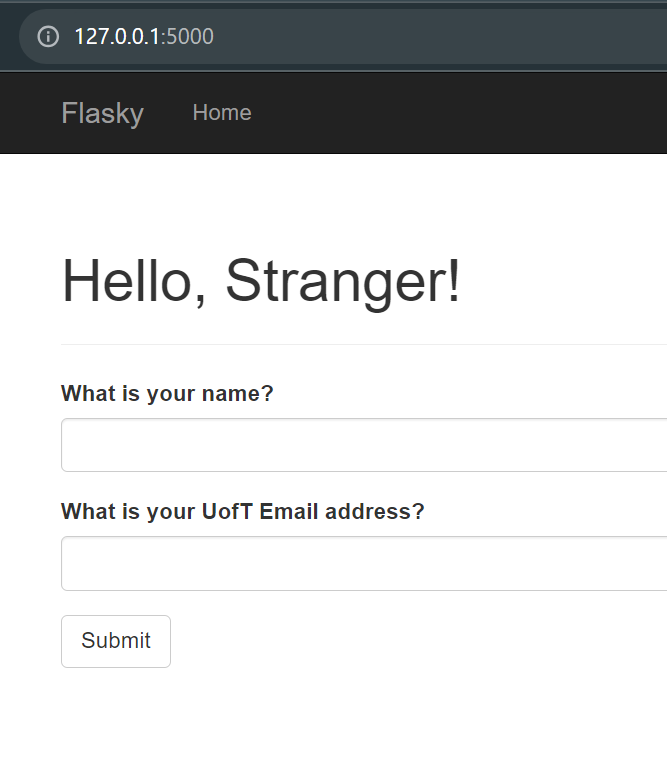 127.0.0.1:5000
Flasky Home
Hello, Stranger!
What is your name?
What is your UofT Email address?
Submit